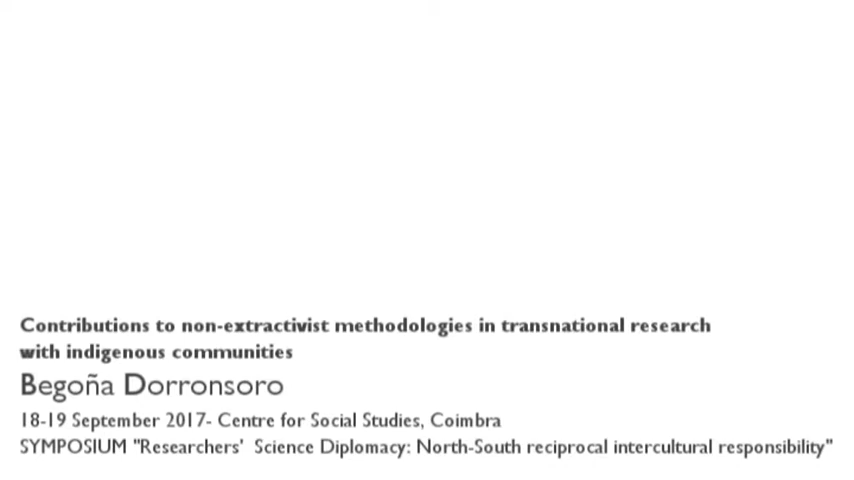 Contributions to non-extractivist methodologies in transnational research
with indigenous communities
Begoña Dorronsoro
18-19 September 2017- Centre for Social Studies, Coimbra
SYMPOSIUM "Researchers' Science Diplomacy: North-South reciprocal intercultural responsibility"